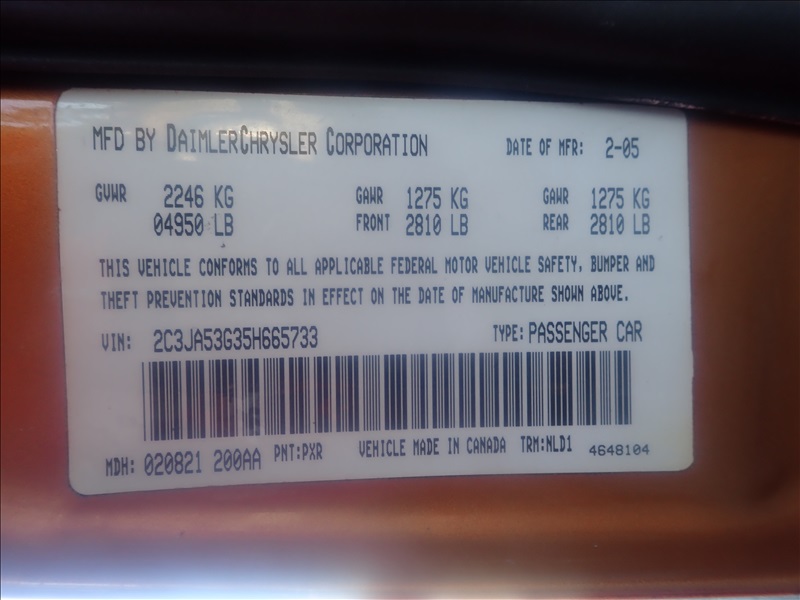 MFD BY DAIMLERCHRYSLER CORPORATION DATE OF MFR: 2-05
GVWR 2246 KG GAWR 1275 KG GAWR 1275 KG
04950 LB FRONT 2810 LB REAR 2810 LB
THIS VEHICLE CONFORMS TO ALL APPLICABLE FEDERAL MOTOR VEHICLE SAFETY, BUMPER AND
THEFT PREVENTION STANDARDS IN EFFECT ON THE DATE OF MANUFACTURE SHOWN ABOVE.
VIN: 2C3JA53G35H665733 TYPE: PASSENGER CAR
MDH: 020821 200AA PNT:PXR VEHICLE MADE IN CANADA TRM:NLD1 4648104